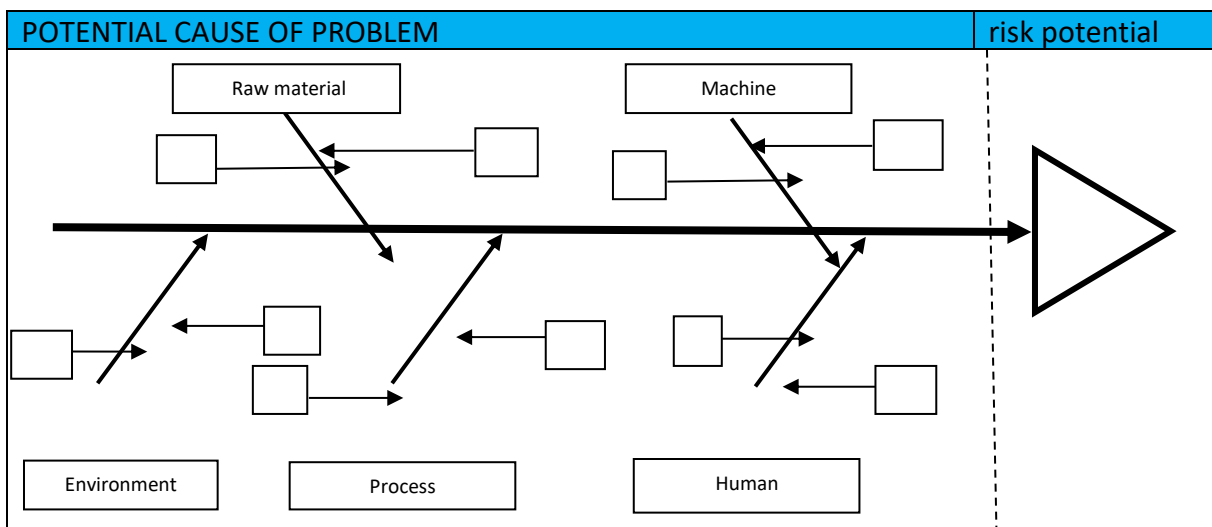 POTENTIAL CAUSE OF PROBLEM
risk potential
Raw material
Machine
Environment
Process
Human